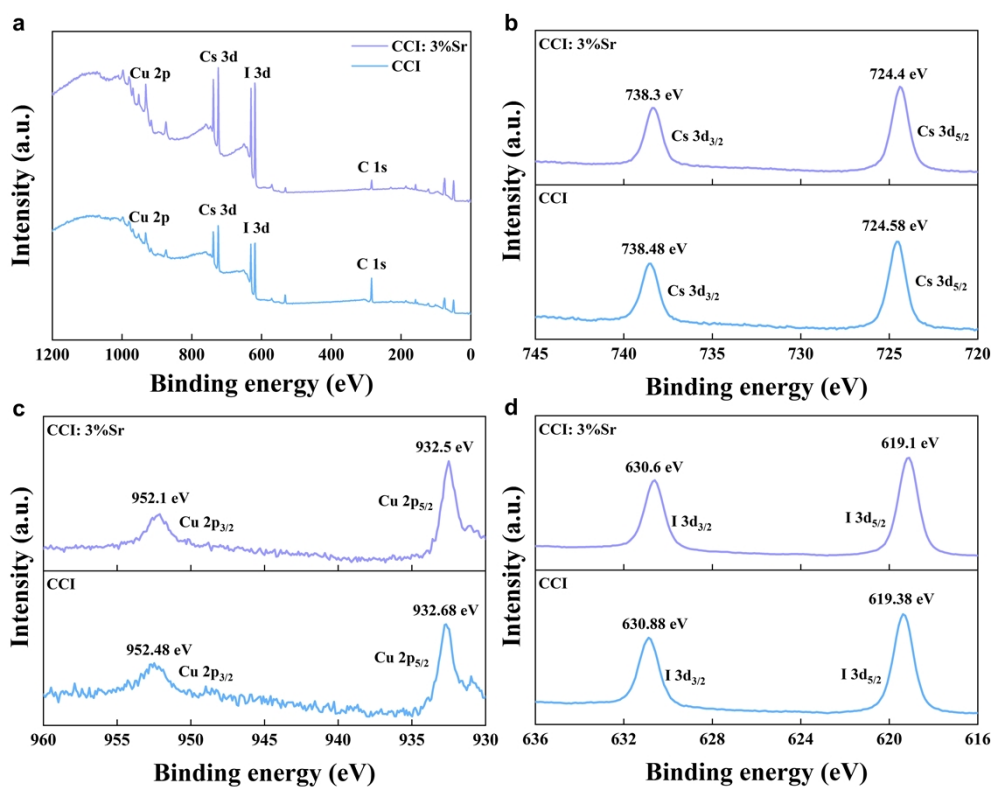 a
CCI: 3%Sr
CCI
Cu 2p
Cs 3d
I 3d
C 1s
Cu 2p
Cs 3d
I 3d
C 1s
Intensity (a.u.)
1200 1000 800 600 400 200 0
Binding energy (eV)
b
CCI: 3%Sr
738.3 eV
Cs 3d3/2
724.4 eV
Cs 3d5/2
CCI
738.48 eV
Cs 3d3/2
724.58 eV
Cs 3d5/2
Intensity (a.u.)
745 740 735 730 725 720
Binding energy (eV)
c
CCI: 3%Sr
952.1 eV
Cu 2p3/2
932.5 eV
Cu 2p5/2
CCI
952.48 eV
Cu 2p3/2
932.68 eV
Cu 2p5/2
Intensity (a.u.)
960 955 950 945 940 935 930
Binding energy (eV)
d
CCI: 3%Sr
630.6 eV
I 3d3/2
619.1 eV
I 3d5/2
CCI
630.88 eV
I 3d3/2
619.38 eV
I 3d5/2
Intensity (a.u.)
636 632 628 624 620 616
Binding energy (eV)